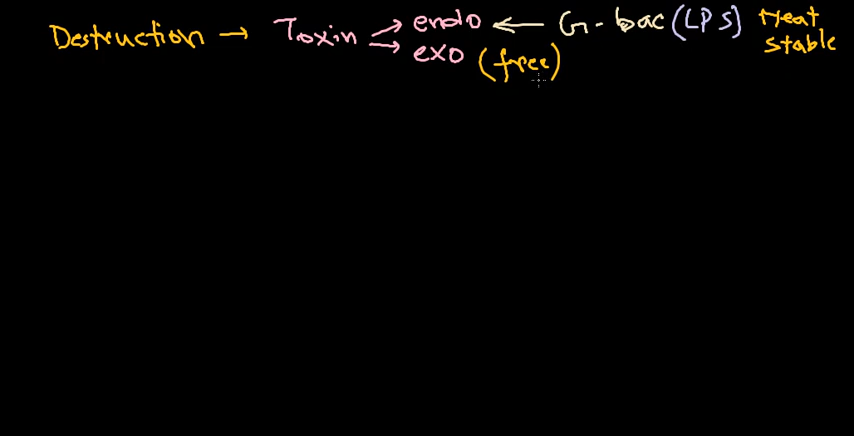 Destruction → Toxin → endo ← G - bac (LPS) Heat
stable
→ exo (free)